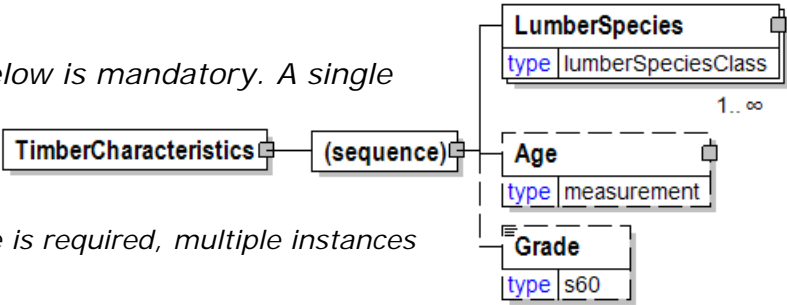 LumberSpecies
type lumberSpeciesClass
1.. ∞
elow is mandatory. A single
TimberCharacteristics
(sequence)
Age
type measurement
e is required, multiple instances
Grade
type s60